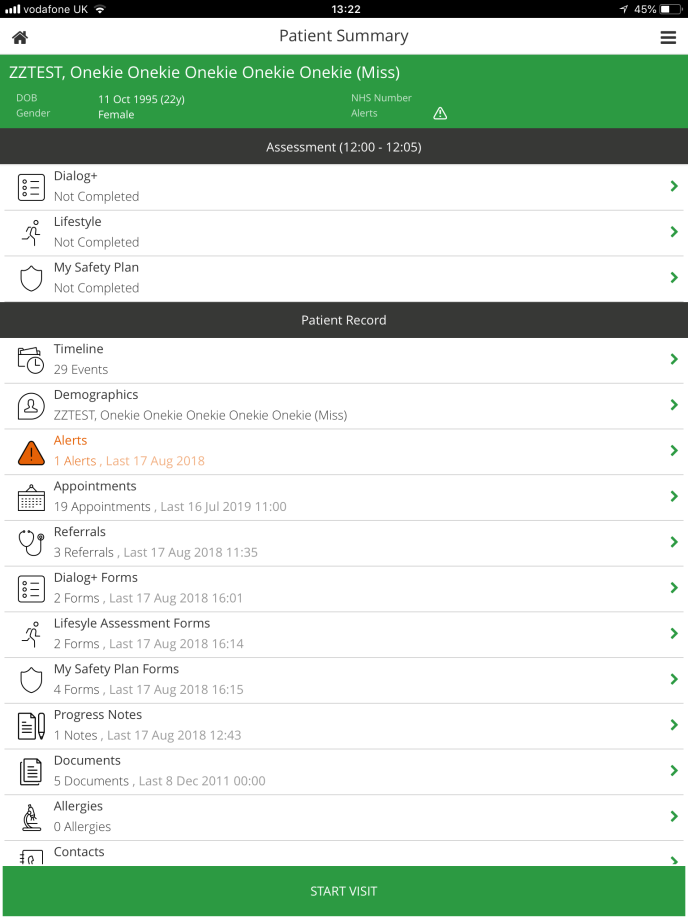 vodafone UK
13:22
45%
Patient Summary
ZZTEST, Onekie Onekie Onekie Onekie Onekie (Miss)
DOB 11 Oct 1995 (22y) NHS Number
Gender Female Alerts
Assessment (12:00 - 12:05)
Dialog+
Not Completed
Lifestyle
Not Completed
My Safety Plan
Not Completed
Patient Record
Timeline
29 Events
Demographics
ZZTEST, Onekie Onekie Onekie Onekie Onekie (Miss)
Alerts
1 Alerts , Last 17 Aug 2018
Appointments
19 Appointments , Last 16 Jul 2019 11:00
Referrals
3 Referrals , Last 17 Aug 2018 11:35
Dialog+ Forms
2 Forms , Last 17 Aug 2018 16:01
Lifesyle Assessment Forms
2 Forms , Last 17 Aug 2018 16:14
My Safety Plan Forms
4 Forms , Last 17 Aug 2018 16:15
Progress Notes
1 Notes , Last 17 Aug 2018 12:43
Documents
5 Documents , Last 8 Dec 2011 00:00
Allergies
0 Allergies
Contacts
START VISIT